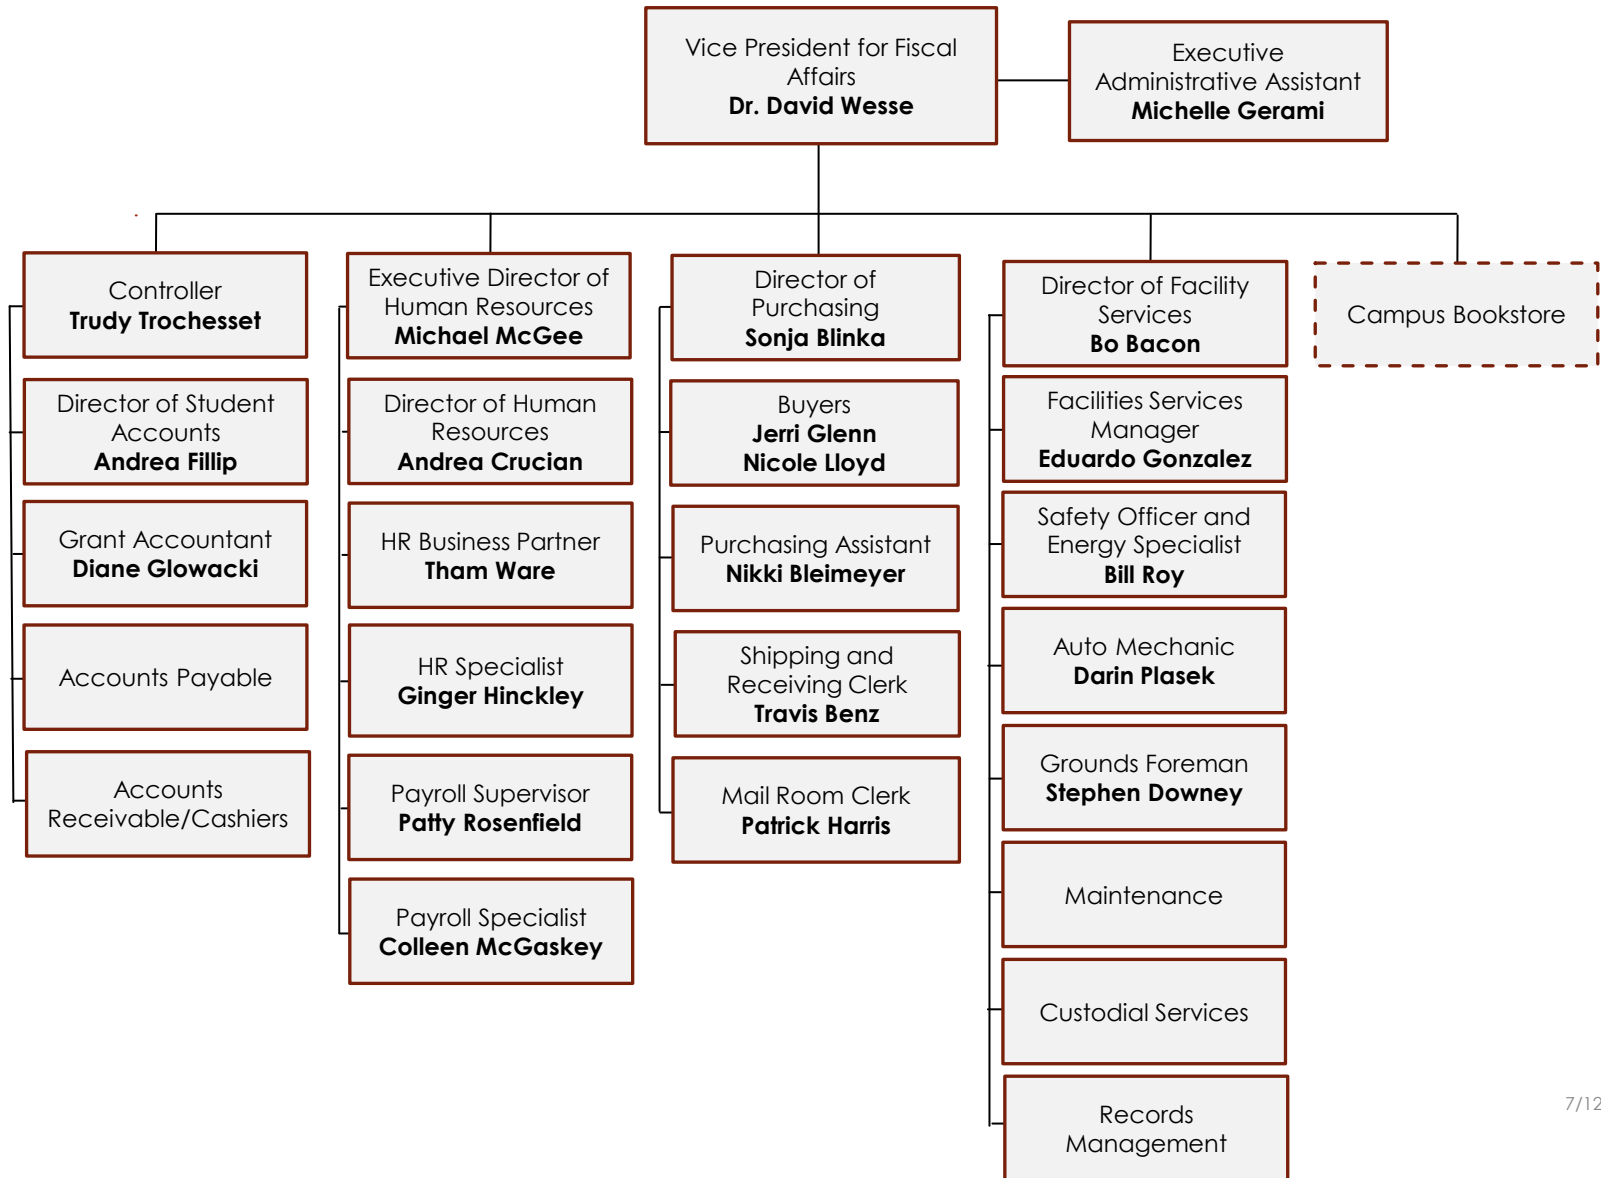 Vice President for Fiscal
Affairs
Dr. David Wesse
Executive
Administrative Assistant
Michelle Gerami
Controller
Trudy Trochesset
Director of Student
Accounts
Andrea Fillip
Grant Accountant
Diane Glowacki
Accounts Payable
Accounts
Receivable/Cashiers
Executive Director of
Human Resources
Michael McGee
Director of Human
Resources
Andrea Crucian
HR Business Partner
Tham Ware
HR Specialist
Ginger Hinckley
Payroll Supervisor
Patty Rosenfield
Payroll Specialist
Colleen McGaskey
Director of
Purchasing
Sonja Blinka
Buyers
Jerri Glenn
Nicole Lloyd
Purchasing Assistant
Nikki Bleimeyer
Shipping and
Receiving Clerk
Travis Benz
Mail Room Clerk
Patrick Harris
Director of Facility
Services
Bo Bacon
Facilities Services
Manager
Eduardo Gonzalez
Safety Officer and
Energy Specialist
Bill Roy
Auto Mechanic
Darin Plasek
Grounds Foreman
Stephen Downey
Maintenance
Custodial Services
Records
Management
Campus Bookstore
7/12